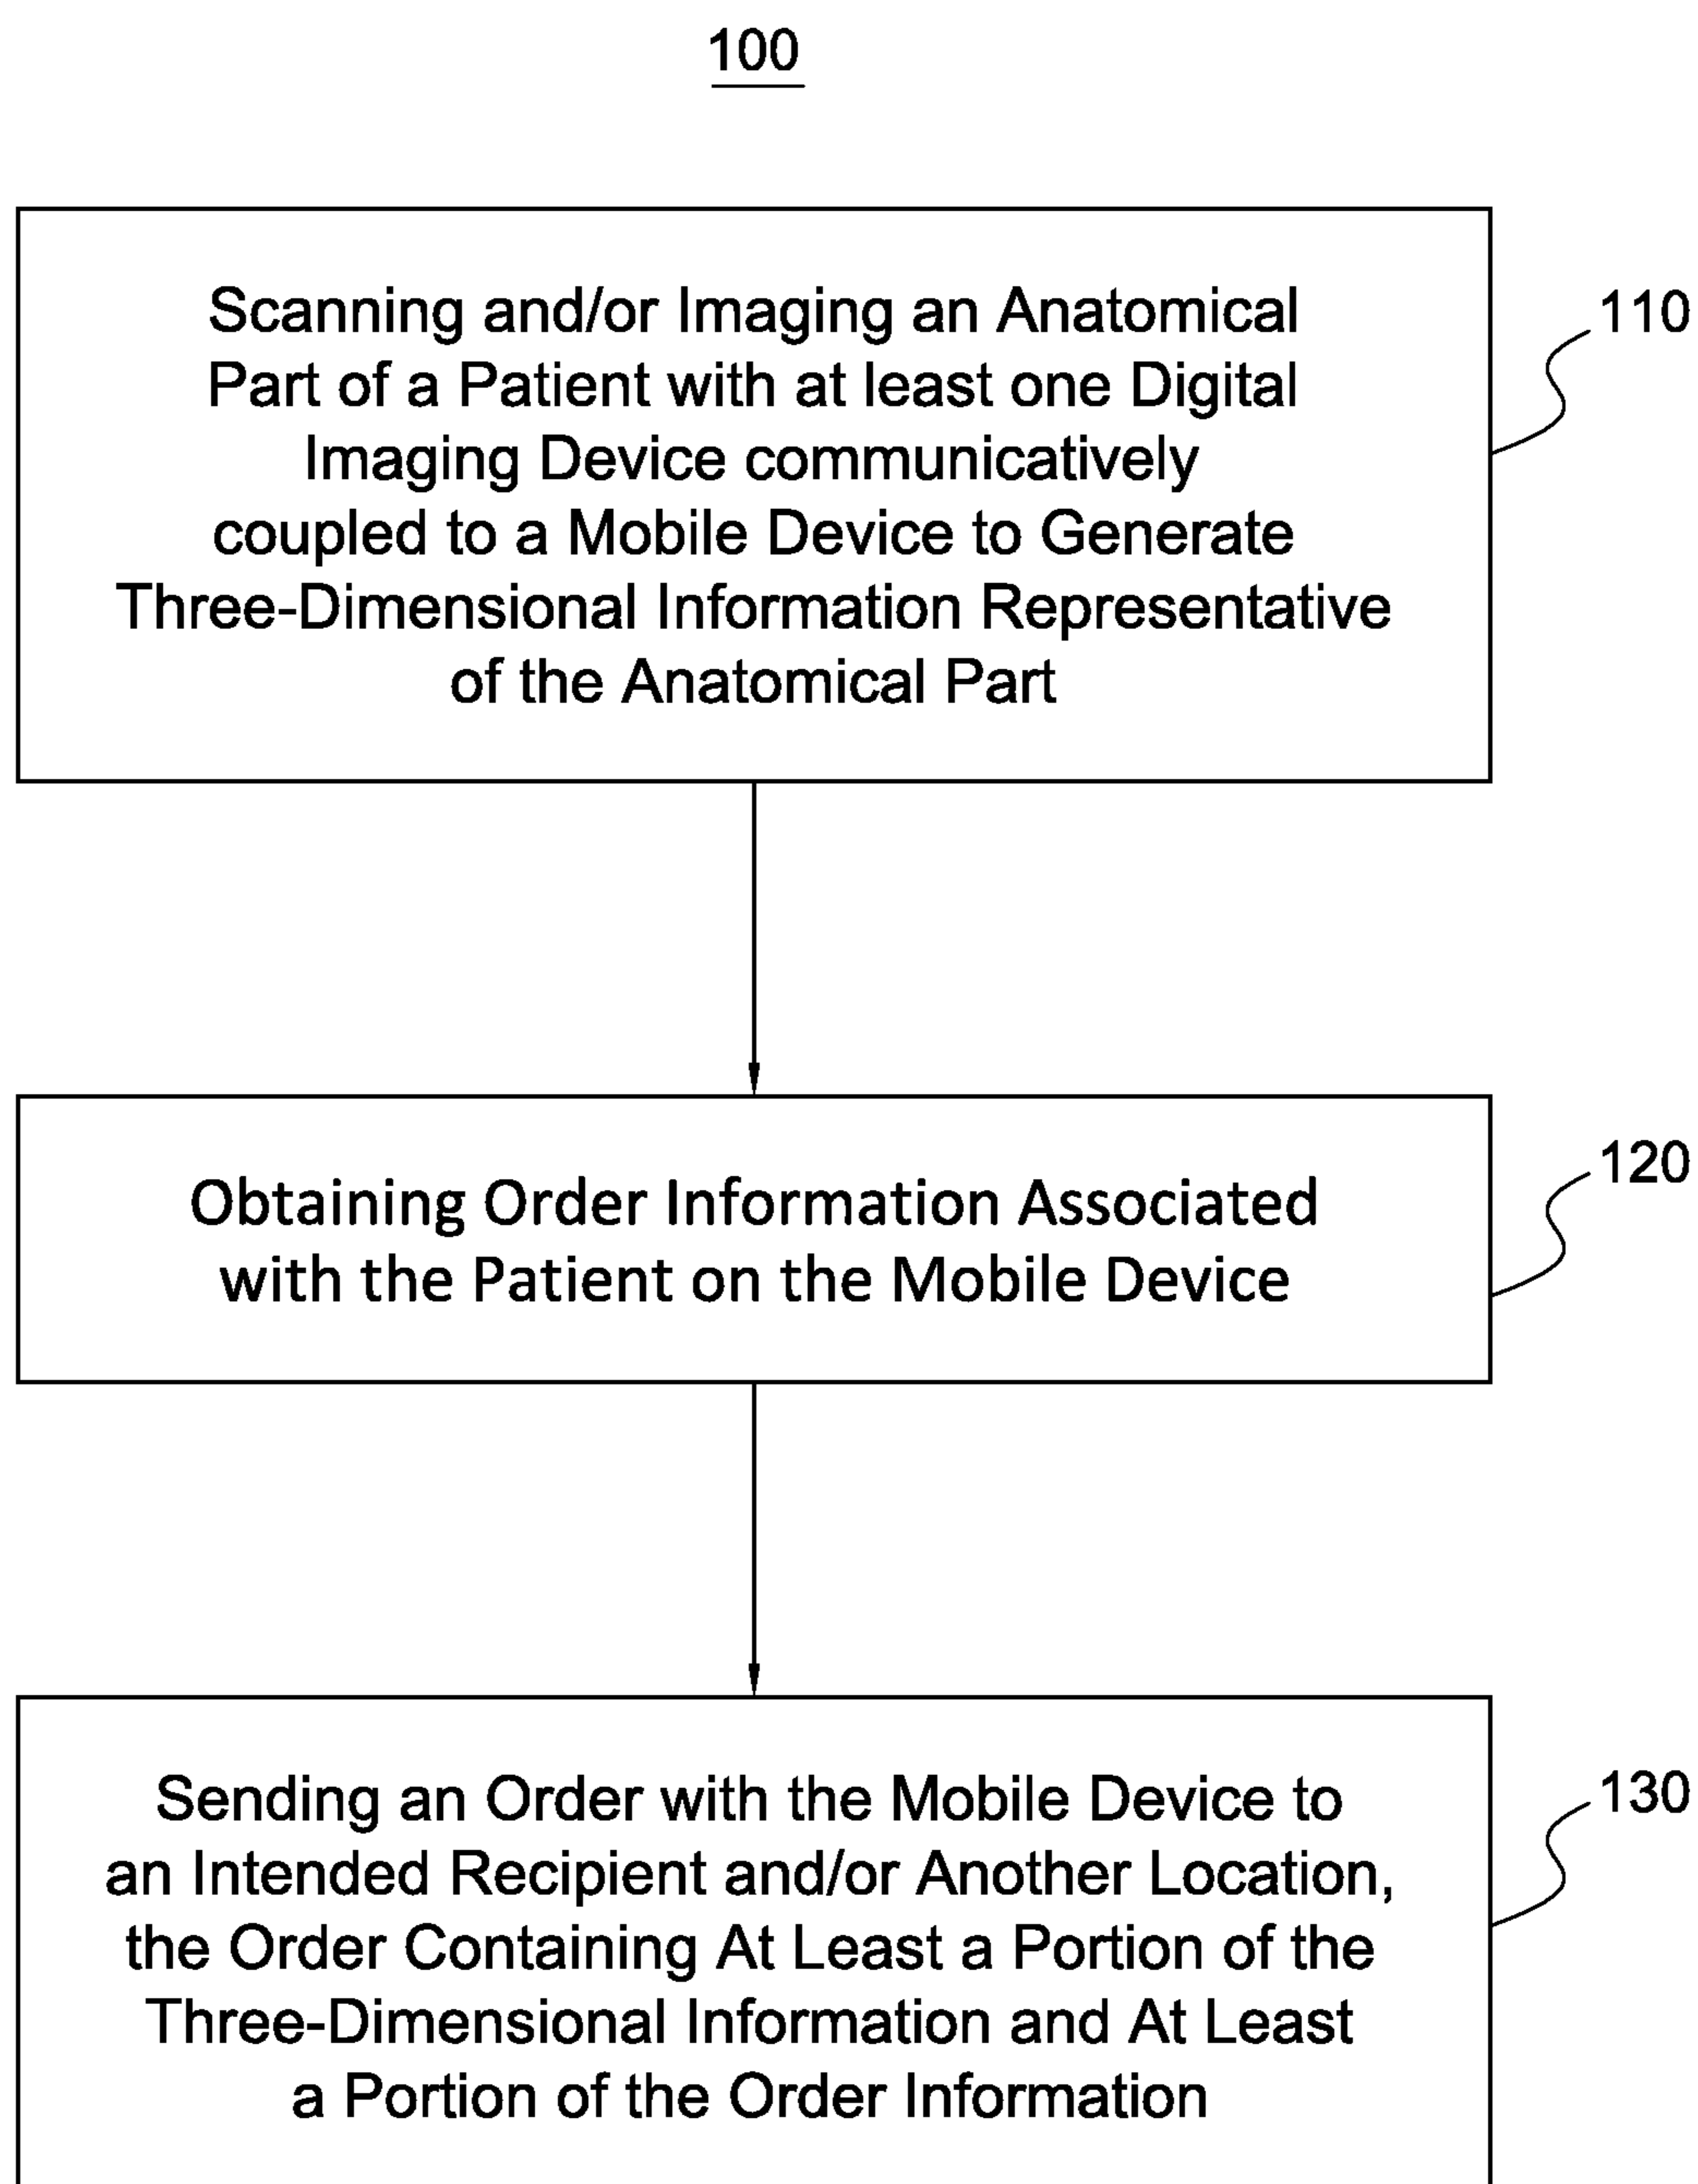 100
Scanning and/or Imaging an Anatomical
Part of a Patient with at least one Digital
Imaging Device communicatively
coupled to a Mobile Device to Generate
Three-Dimensional Information Representative
of the Anatomical Part
110
Obtaining Order Information Associated
with the Patient on the Mobile Device
120
Sending an Order with the Mobile Device to
an Intended Recipient and/or Another Location,
the Order Containing At Least a Portion of the
Three-Dimensional Information and At Least
a Portion of the Order Information
130